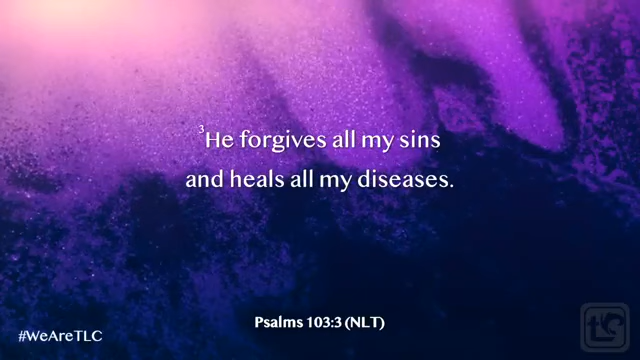 ³He forgives all my sins
and heals all my diseases.
Psalms 103:3 (NLT)
#WeAreTLC